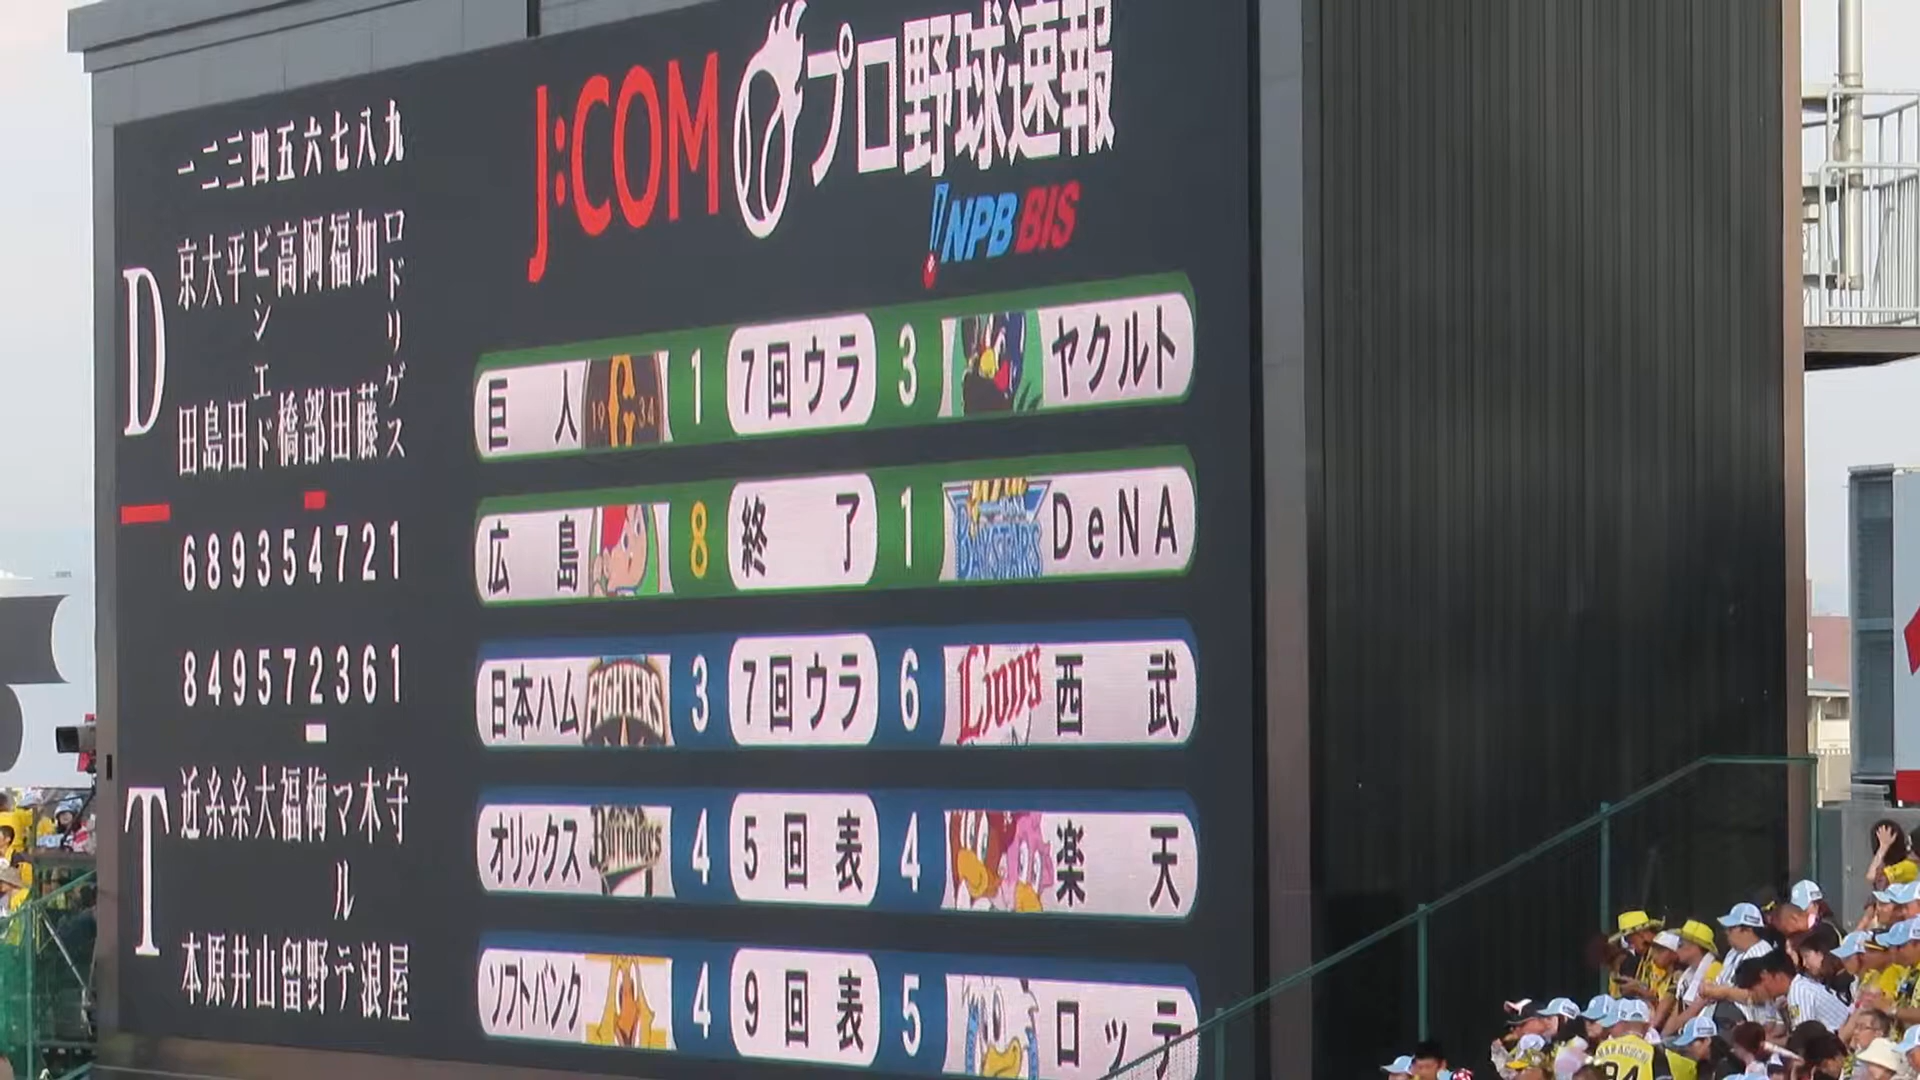 一二三四五六七八九
D
京田
大島
平田
ビシエド
高橋
阿部
福田
加藤
ロドリゲス
689354721
849572361
T
近本
糸原
糸井
大山
福留
梅野
マルテ
木浪
守屋
J:COM プロ野球速報
NPB BIS
巨人 19 G 34 1 7回ウラ 3 ヤクルト
広島 8 終了 1 BAYSTARS DeNA
日本ハム FIGHTERS 3 7回ウラ 6 Lions 西武
オリックス Buffaloes 4 5回表 4 楽天
ソフトバンク 4 9回表 5 ロッテ